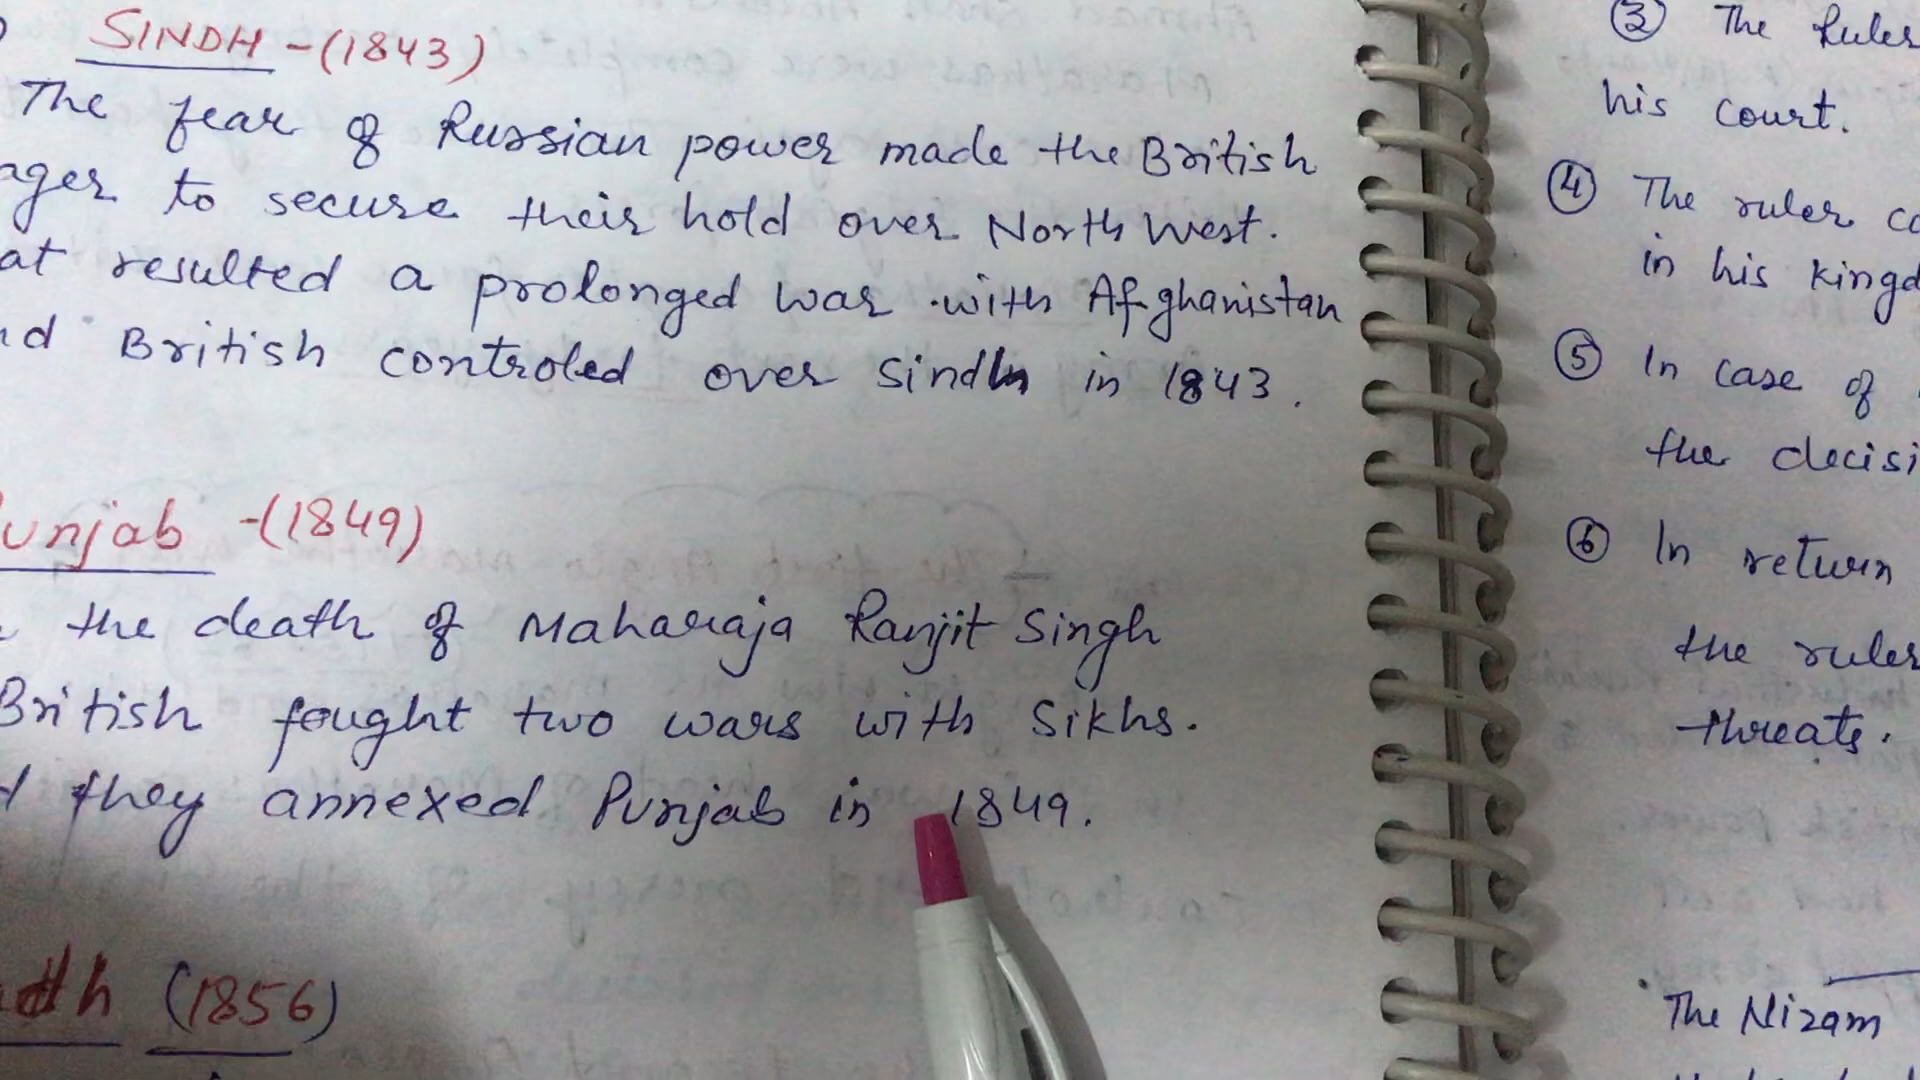 SINDH - (1843)
The fear of Russian power made the British
to secure their hold over North West.
at resulted a prolonged war with Afghanistan
British controled over Sindh in 1843.
unjab - (1849)
the death of Maharaja Ranjit Singh
British fought two wars with Sikhs.
they annexed Punjab in 1849.
dh (1856)
③ The Ruler
his court.
④ The ruler
in his kingd
⑤ In case of
the decisi
⑥ In return
the ruler
threats.
The Nizam